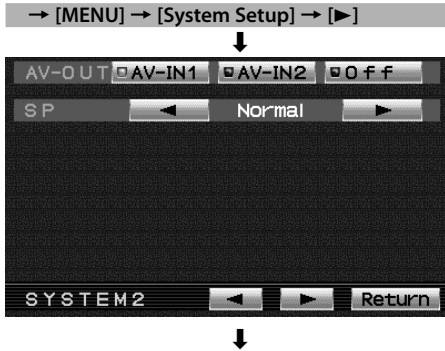 → [MENU] → [System Setup] → [►]
AV-OUT AV-IN1 AV-IN2 Off
SP ◄ Normal ►
SYSTEM2 ◄ ► Return